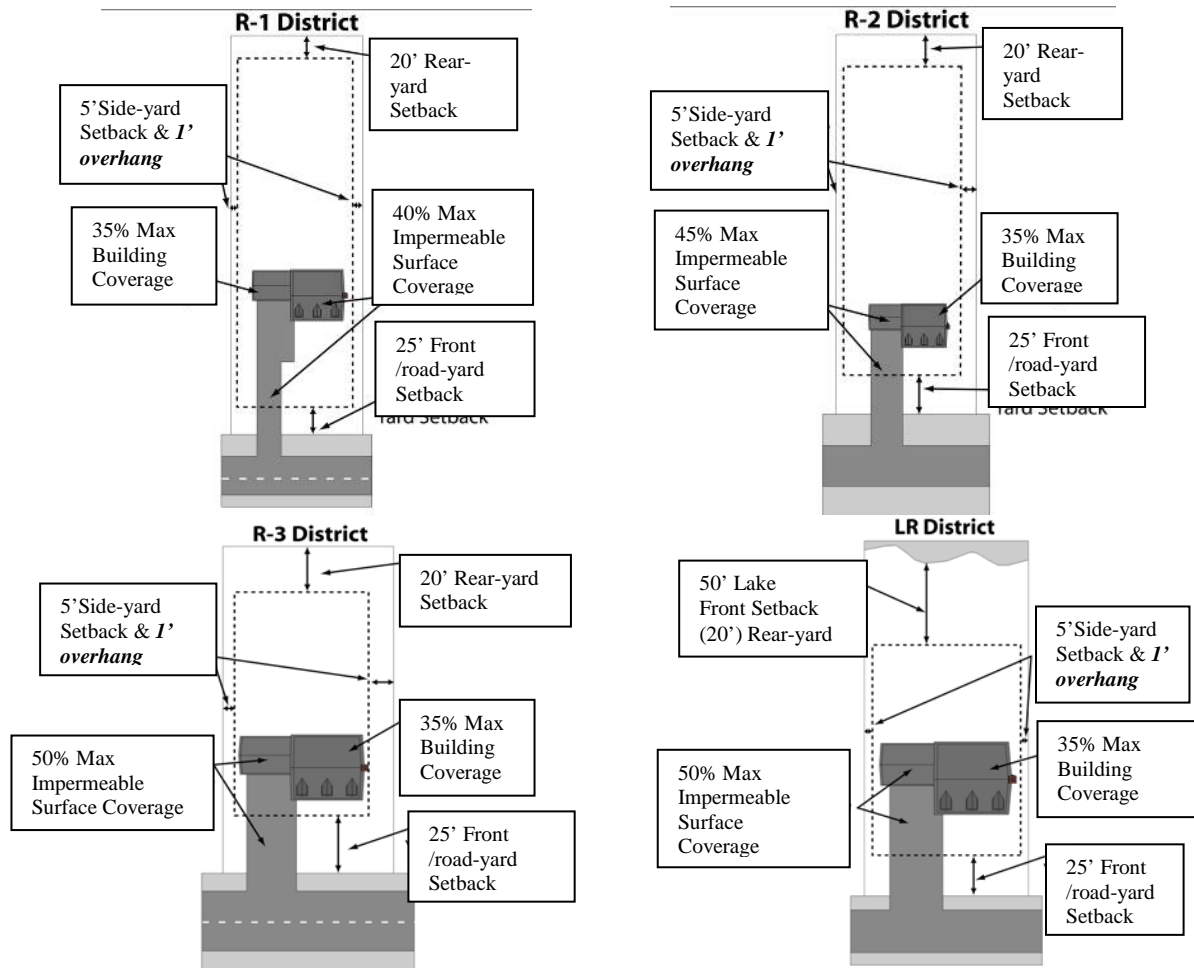 R-1 District
20' Rear-
yard
Setback
5'Side-yard
Setback & 1'
overhang
35% Max
Building
Coverage
40% Max
Impermeable
Surface
Coverage
25' Front
/road-yard
Setback
Yard Setback
R-2 District
20' Rear-
yard
Setback
5'Side-yard
Setback & 1'
overhang
45% Max
Impermeable
Surface
Coverage
35% Max
Building
Coverage
25' Front
/road-yard
Setback
Yard Setback
R-3 District
20' Rear-yard
Setback
5'Side-yard
Setback & 1'
overhang
35% Max
Building
Coverage
50% Max
Impermeable
Surface Coverage
25' Front
/road-yard
Setback
LR District
50' Lake
Front Setback
(20') Rear-yard
5'Side-yard
Setback & 1'
overhang
50% Max
Impermeable
Surface
Coverage
35% Max
Building
Coverage
25' Front
/road-yard
Setback